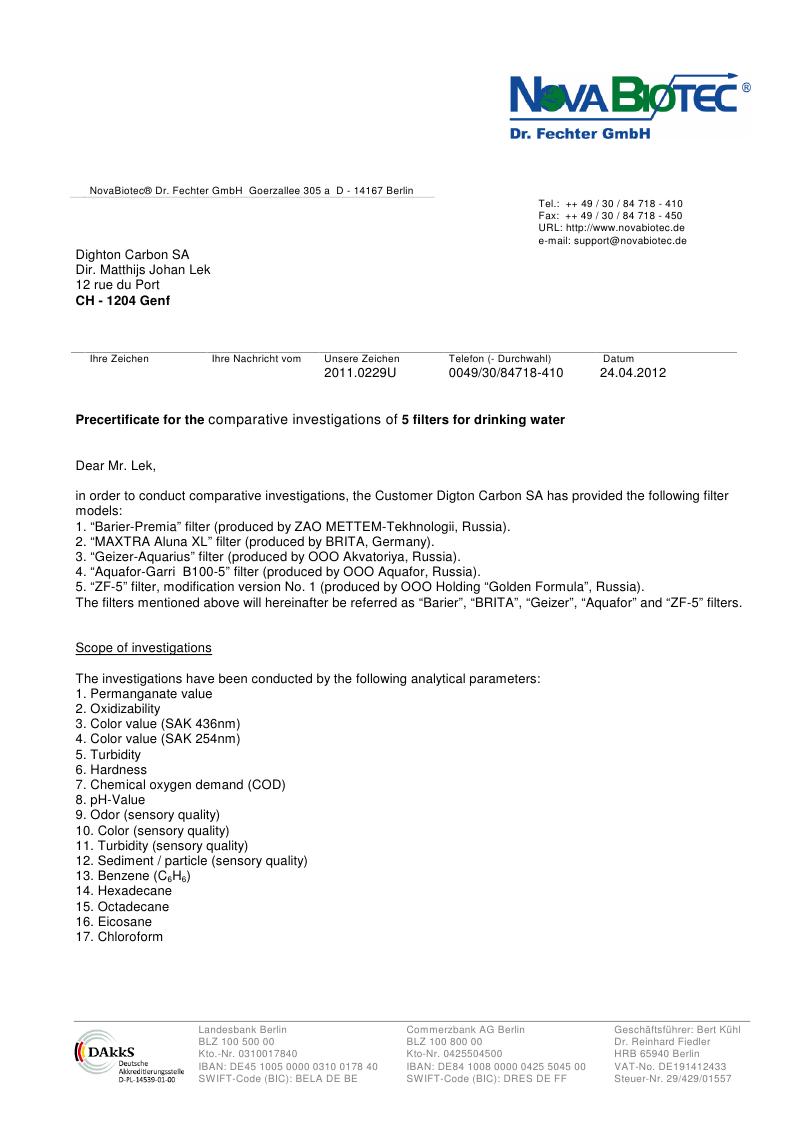 NOVABIOTEC ®
Dr. Fechter GmbH
NovaBiotec® Dr. Fechter GmbH Goerzallee 305 a D - 14167 Berlin
Tel.: ++ 49 / 30 / 84 718 - 410
Fax: ++ 49 / 30 / 84 718 - 450
URL: http://www.novabiotec.de
e-mail: support@novabiotec.de
Dighton Carbon SA
Dir. Matthijs Johan Lek
12 rue du Port
CH - 1204 Genf
Ihre Zeichen Ihre Nachricht vom Unsere Zeichen Telefon (- Durchwahl) Datum
2011.0229U 0049/30/84718-410 24.04.2012
Precertificate for the comparative investigations of 5 filters for drinking water
Dear Mr. Lek,
in order to conduct comparative investigations, the Customer Digton Carbon SA has provided the following filter
models:
1. “Barier-Premia” filter (produced by ZAO METTEM-Tekhnologii, Russia).
2. “MAXTRA Aluna XL” filter (produced by BRITA, Germany).
3. “Geizer-Aquarius” filter (produced by OOO Akvatoriya, Russia).
4. “Aquafor-Garri B100-5” filter (produced by OOO Aquafor, Russia).
5. “ZF-5” filter, modification version No. 1 (produced by OOO Holding “Golden Formula”, Russia).
The filters mentioned above will hereinafter be referred as “Barier”, “BRITA”, “Geizer”, “Aquafor” and “ZF-5” filters.
Scope of investigations
The investigations have been conducted by the following analytical parameters:
1. Permanganate value
2. Oxidizability
3. Color value (SAK 436nm)
4. Color value (SAK 254nm)
5. Turbidity
6. Hardness
7. Chemical oxygen demand (COD)
8. pH-Value
9. Odor (sensory quality)
10. Color (sensory quality)
11. Turbidity (sensory quality)
12. Sediment / particle (sensory quality)
13. Benzene (C₆H₆)
14. Hexadecane
15. Octadecane
16. Eicosane
17. Chloroform
DAkkS
Deutsche
Akkreditierungsstelle
D-PL-14539-01-00
Landesbank Berlin
BLZ 100 500 00
Kto.-Nr. 0310017840
IBAN: DE45 1005 0000 0310 0178 40
SWIFT-Code (BIC): BELA DE BE
Commerzbank AG Berlin
BLZ 100 800 00
Kto-Nr. 0425504500
IBAN: DE84 1008 0000 0425 5045 00
SWIFT-Code (BIC): DRES DE FF
Geschäftsführer: Bert Kühl
Dr. Reinhard Fiedler
HRB 65940 Berlin
VAT-No. DE191412433
Steuer-Nr. 29/429/01557